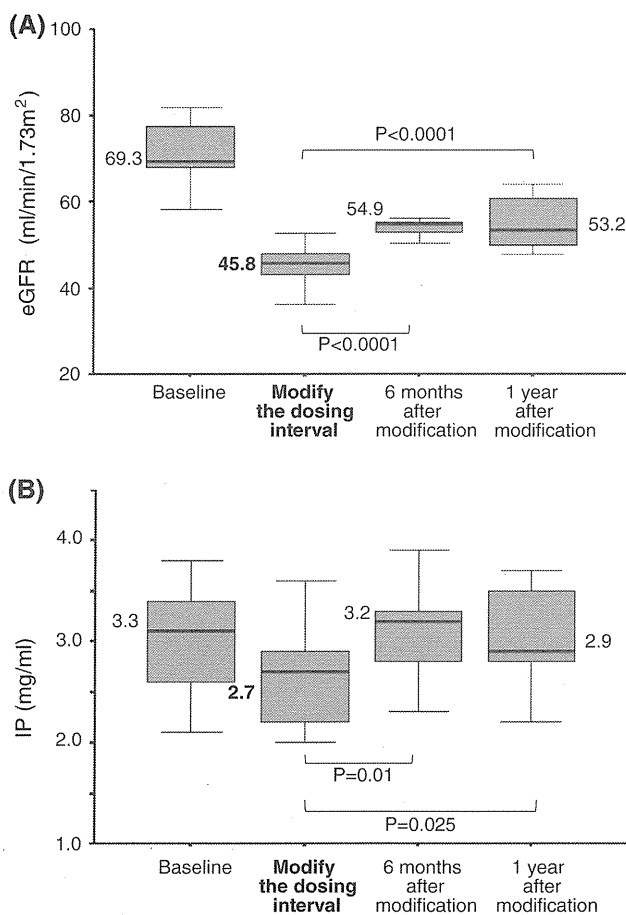 (A)
100
80
60
40
20
eGFR (ml/min/1.73m²)
69.3
45.8
54.9
53.2
P<0.0001
P<0.0001
Baseline
Modify
the dosing
interval
6 months
after
modification
1 year
after
modification
(B)
4.0
3.0
2.0
1.0
IP (mg/ml)
3.3
2.7
3.2
2.9
P=0.01
P=0.025
Baseline
Modify
the dosing
interval
6 months
after
modification
1 year
after
modification